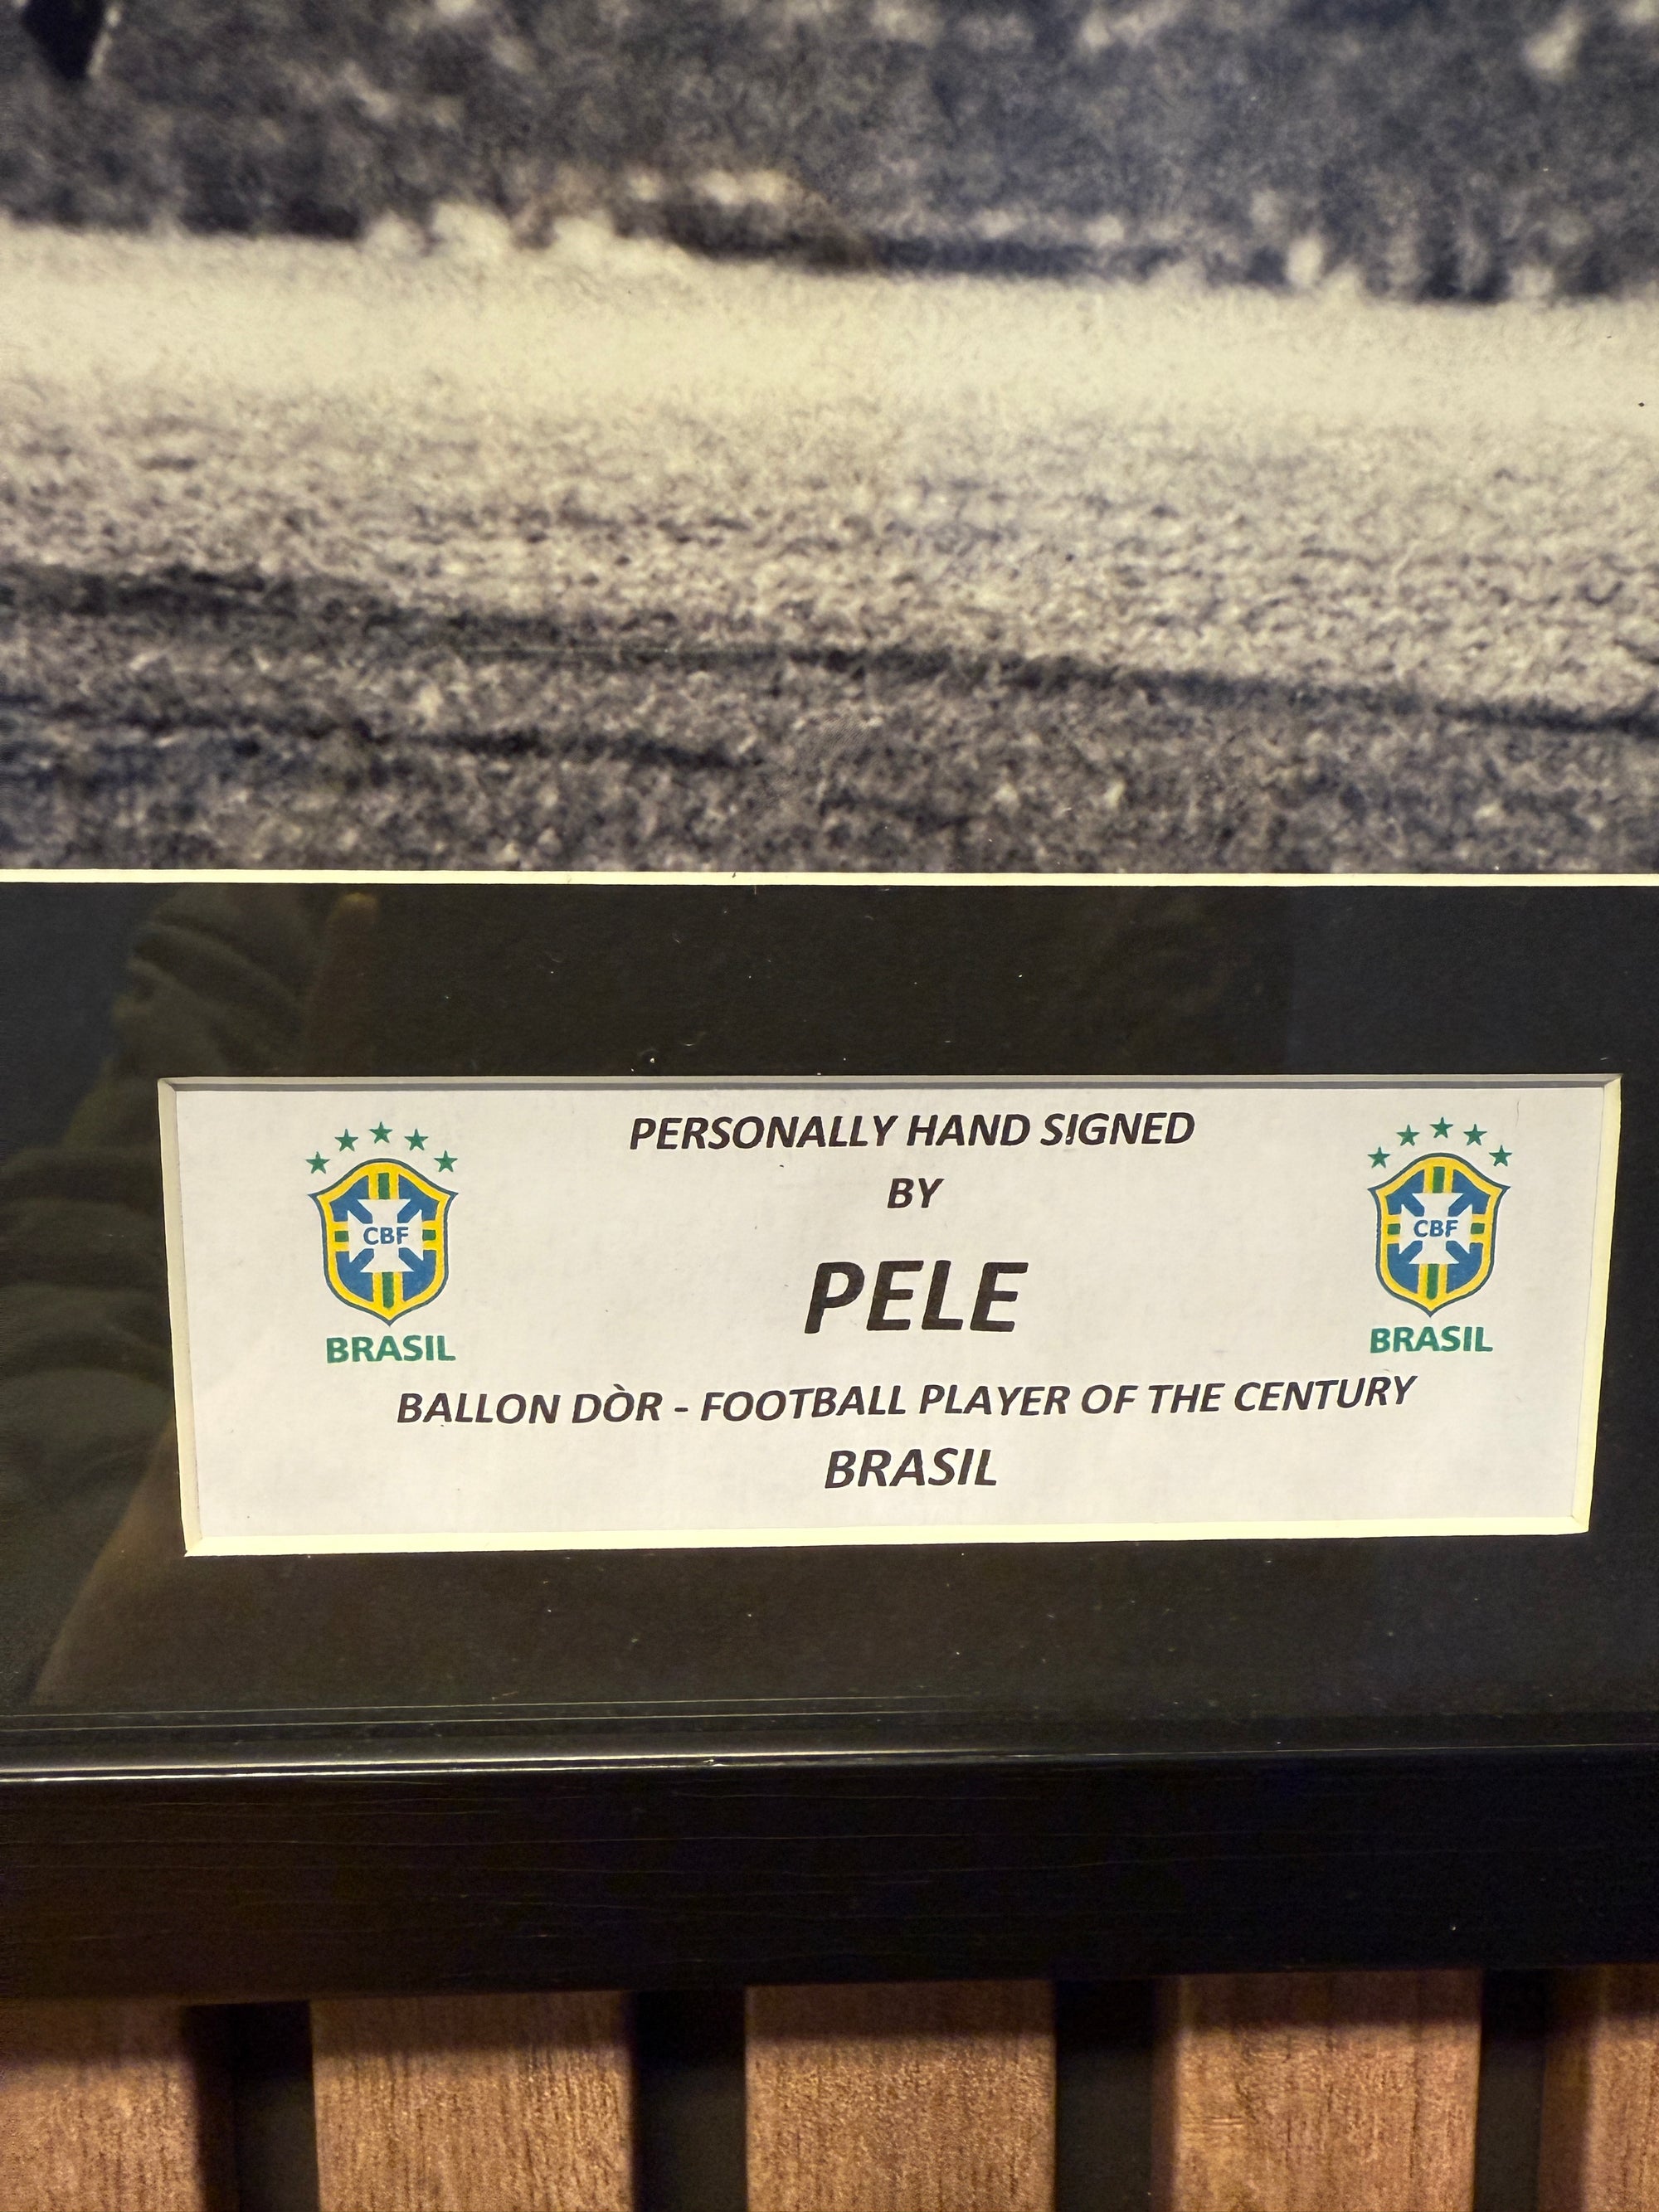 PERSONALLY HAND SIGNED
BY
PELE
BALLON DÒR - FOOTBALL PLAYER OF THE CENTURY
BRASIL
CBF
BRASIL
CBF
BRASIL